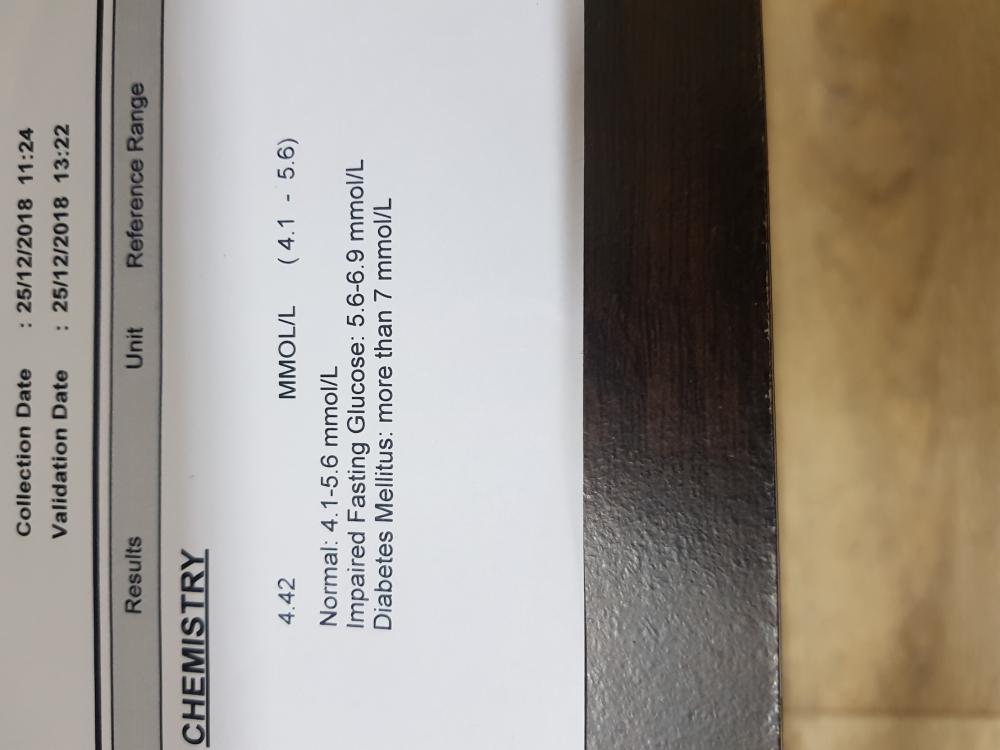 Collection Date : 25/12/2018 11:24
Validation Date : 25/12/2018 13:22
Results Unit Reference Range
CHEMISTRY
4.42 MMOL/L ( 4.1 - 5.6)
Normal: 4.1-5.6 mmol/L
Impaired Fasting Glucose: 5.6-6.9 mmol/L
Diabetes Mellitus: more than 7 mmol/L